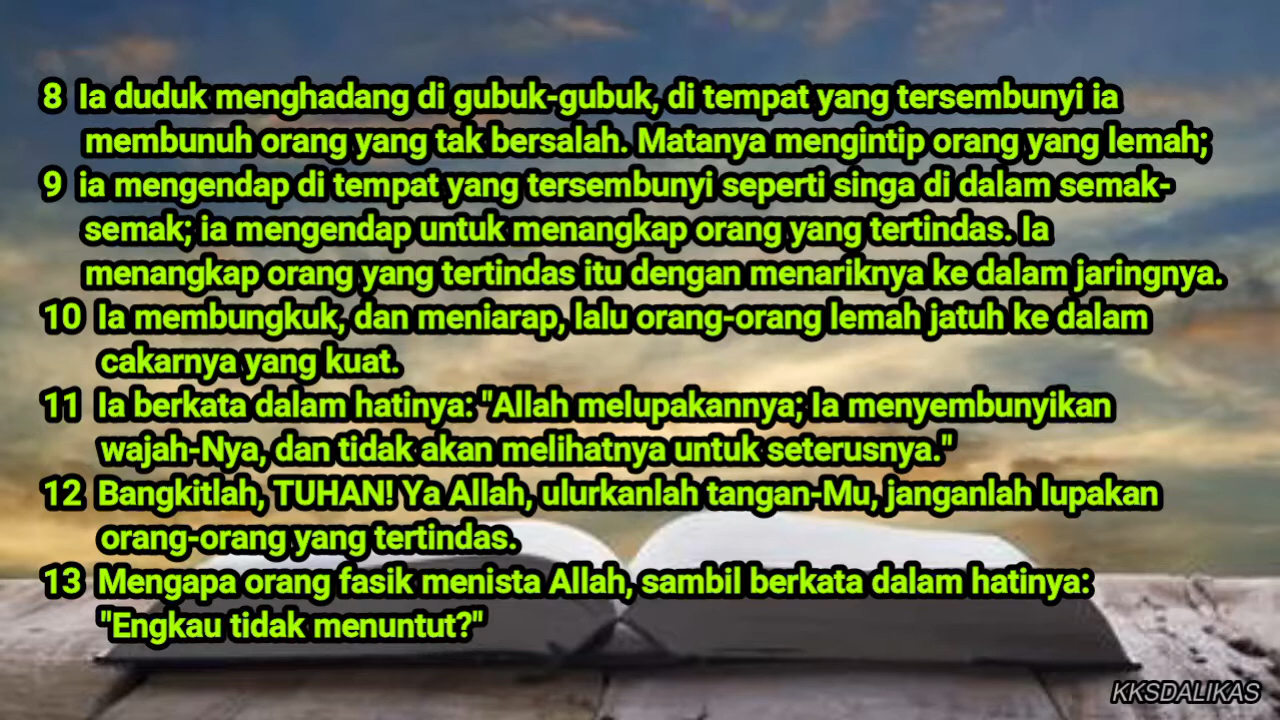 8 Ia duduk menghadang di gubuk-gubuk, di tempat yang tersembunyi ia
membunuh orang yang tak bersalah. Matanya mengintip orang yang lemah;
9 ia mengendap di tempat yang tersembunyi seperti singa di dalam semak-
semak; ia mengendap untuk menangkap orang yang tertindas. Ia
menangkap orang yang tertindas itu dengan menariknya ke dalam jaringnya.
10 Ia membungkuk, dan meniarap, lalu orang-orang lemah jatuh ke dalam
cakarnya yang kuat.
11 Ia berkata dalam hatinya: "Allah melupakannya; Ia menyembunyikan
wajah-Nya, dan tidak akan melihatnya untuk seterusnya."
12 Bangkitlah, TUHAN! Ya Allah, ulurkanlah tangan-Mu, janganlah lupakan
orang-orang yang tertindas.
13 Mengapa orang fasik menista Allah, sambil berkata dalam hatinya:
"Engkau tidak menuntut?"
KKSDALIKAS